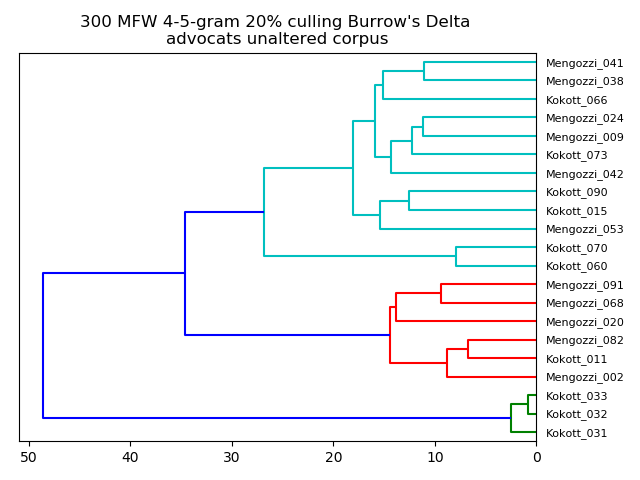 300 MFW 4-5-gram 20% culling Burrow's Delta
advocats unaltered corpus
Mengozzi_041
Mengozzi_038
Kokott_066
Mengozzi_024
Mengozzi_009
Kokott_073
Mengozzi_042
Kokott_090
Kokott_015
Mengozzi_053
Kokott_070
Kokott_060
Mengozzi_091
Mengozzi_068
Mengozzi_020
Mengozzi_082
Kokott_011
Mengozzi_002
Kokott_033
Kokott_032
Kokott_031
50 40 30 20 10 0